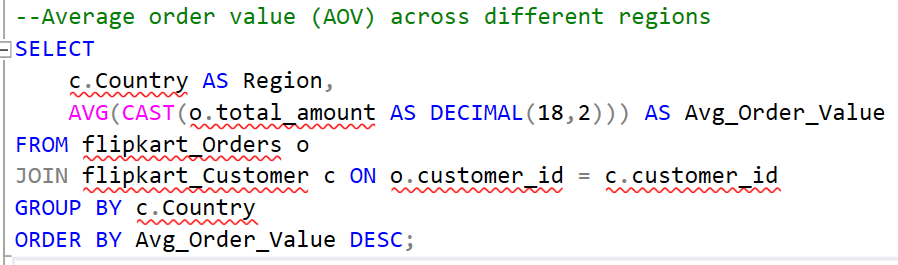 --Average order value (AOV) across different regions
SELECT
c.Country AS Region,
AVG(CAST(o.total_amount AS DECIMAL(18,2))) AS Avg_Order_Value
FROM flipkart_Orders o
JOIN flipkart_Customer c ON o.customer_id = c.customer_id
GROUP BY c.Country
ORDER BY Avg_Order_Value DESC;